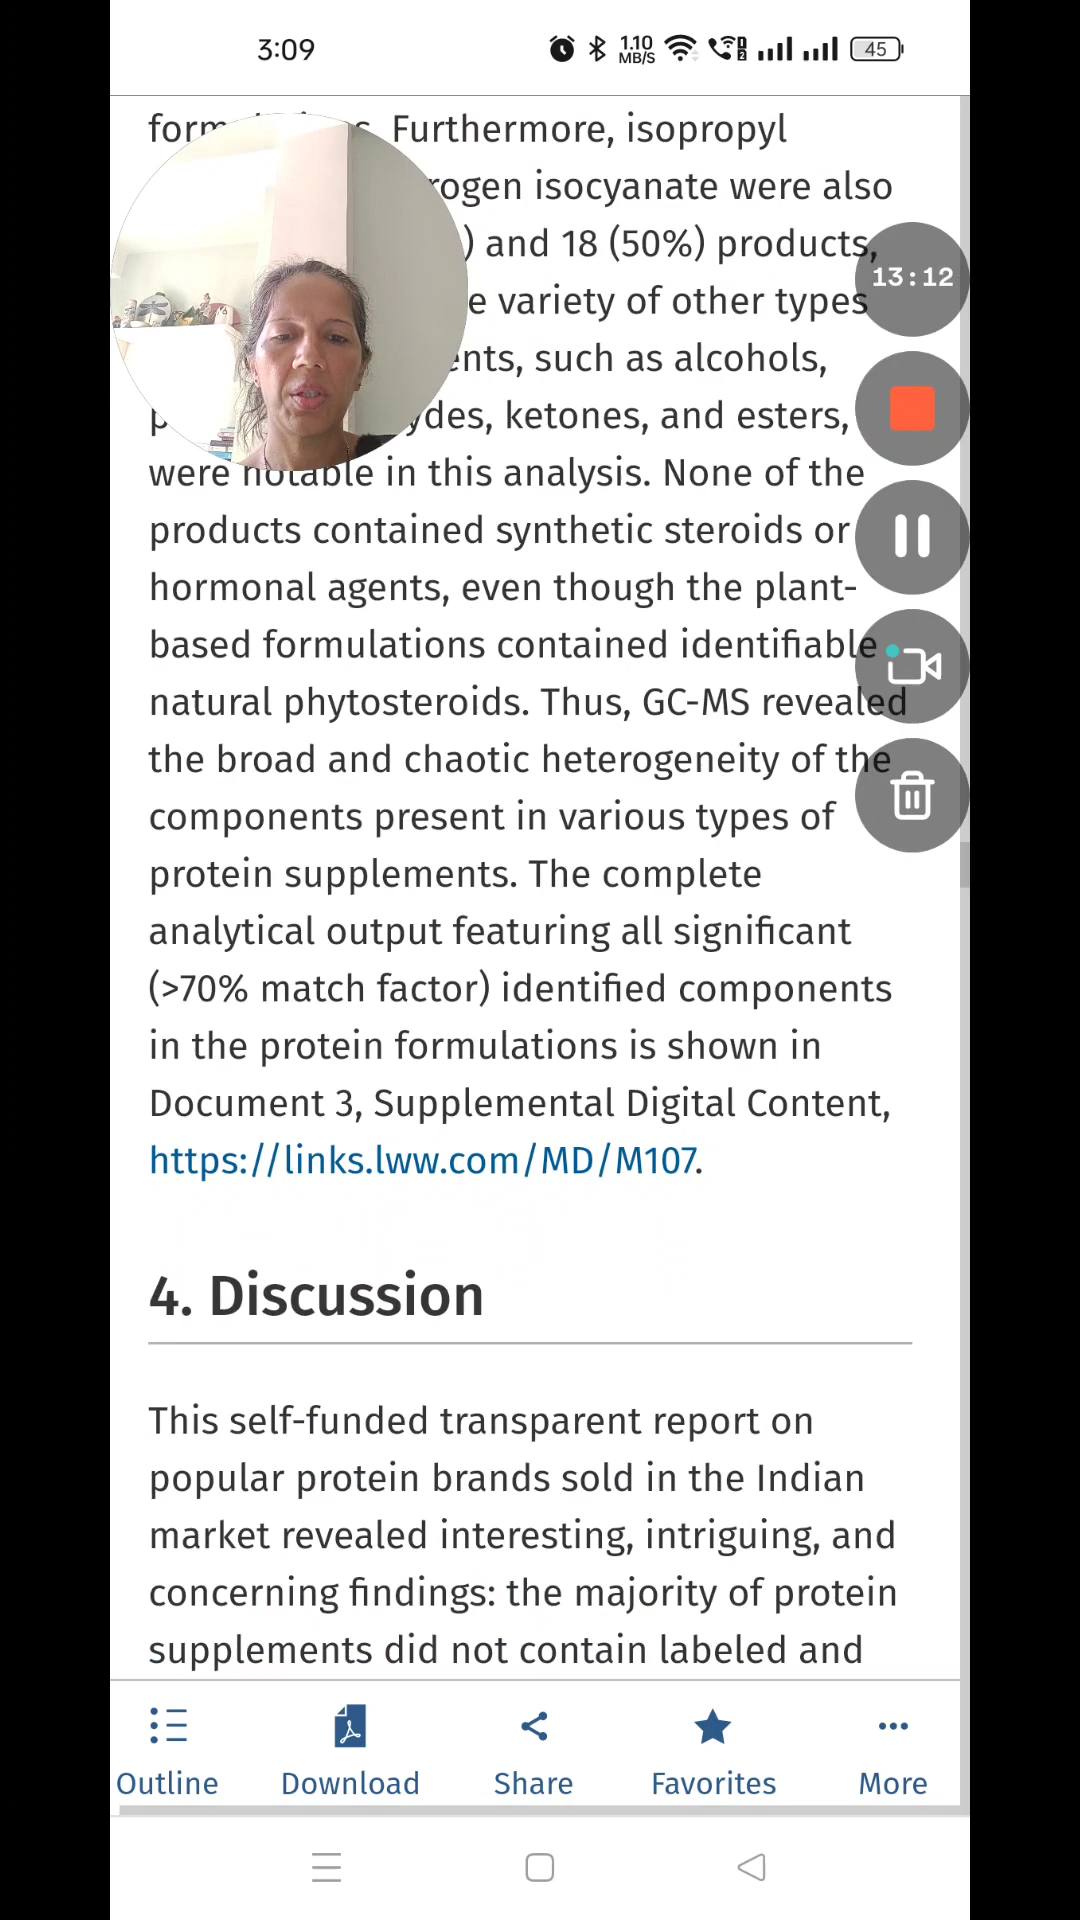 3:09
1.10
MB/S
45
Furthermore, isopropyl
isocyanate were also
) and 18 (50%) products,
13:12
e variety of other types
such as alcohols,
ketones, and esters,
were notable in this analysis. None of the
products contained synthetic steroids or
hormonal agents, even though the plant-
based formulations contained identifiable
natural phytosteroids. Thus, GC-MS revealed
the broad and chaotic heterogeneity of the
components present in various types of
protein supplements. The complete
analytical output featuring all significant
(>70% match factor) identified components
in the protein formulations is shown in
Document 3, Supplemental Digital Content,
https://links.lww.com/MD/M107.
4. Discussion
This self-funded transparent report on
popular protein brands sold in the Indian
market revealed interesting, intriguing, and
concerning findings: the majority of protein
supplements did not contain labeled and
Outline Download Share Favorites More